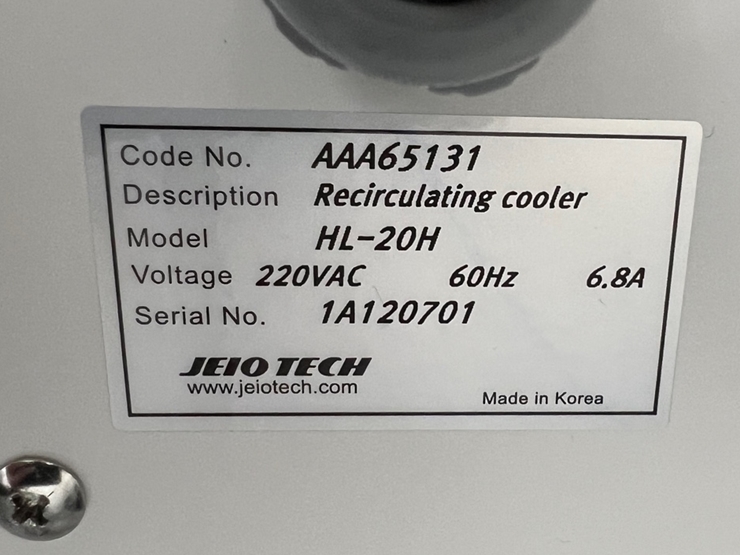 Code No. AAA65131
Description Recirculating cooler
Model HL-20H
Voltage 220VAC 60Hz 6.8A
Serial No. 1A120701
JEIO TECH
www.jeiotech.com
Made in Korea